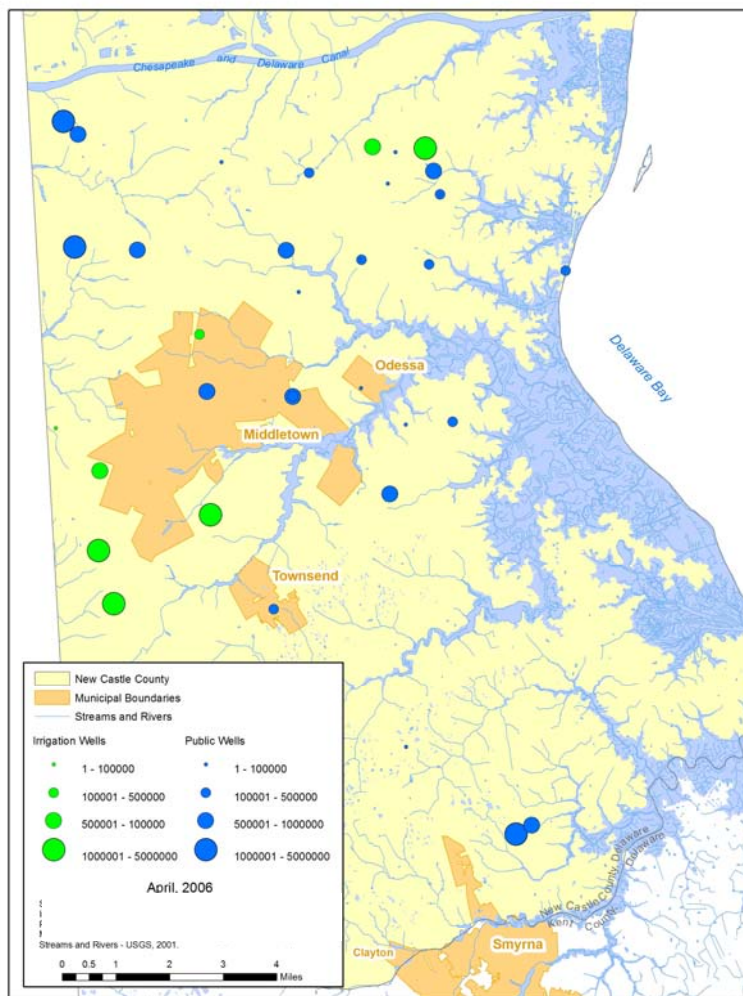 Chesapeake and Delaware Canal
Odessa
Delaware Bay
Middletown
Townsend
New Castle County
Municipal Boundaries
Streams and Rivers
Irrigation Wells Public Wells
1 - 100000 1 - 100000
100001 - 500000 100001 - 500000
500001 - 100000 500001 - 1000000
1000001 - 5000000 1000001 - 5000000
April, 2006
Streams and Rivers - USGS, 2001.
0 0.5 1 2 3 4
Miles
New Castle County, Delaware
Kent County, Delaware
Clayton
Smyrna